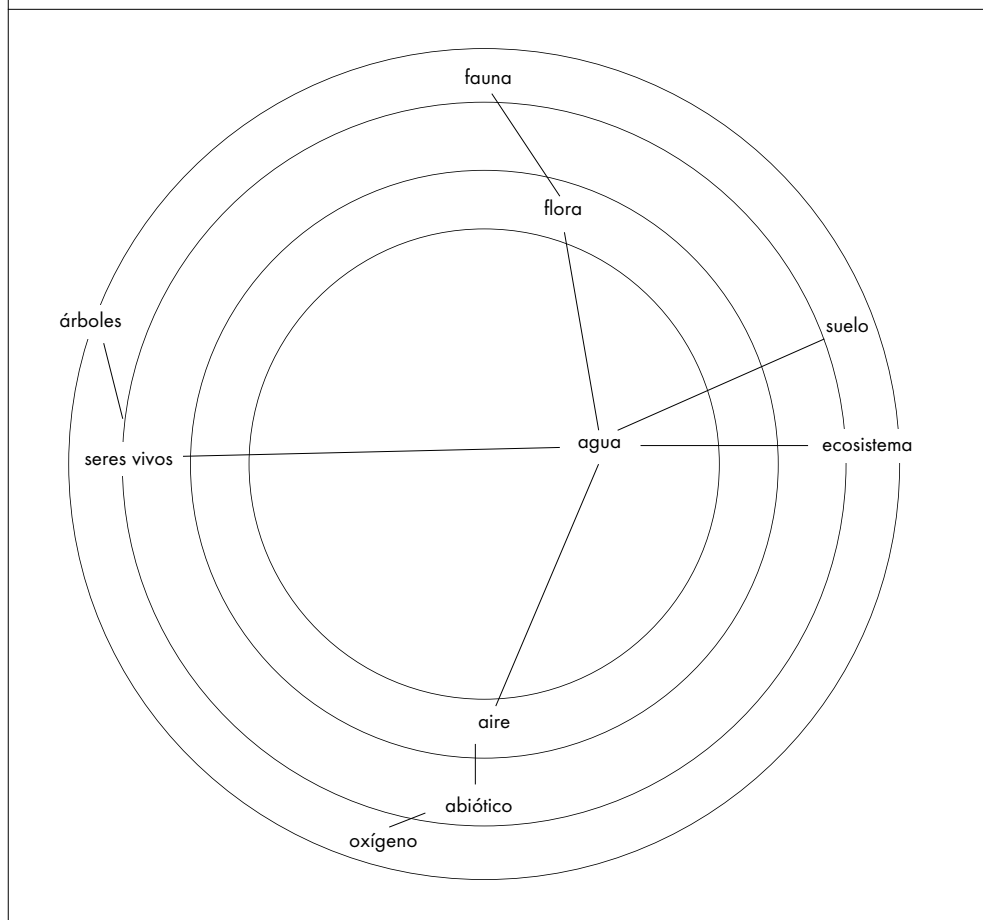 fauna
flora
árboles
suelo
agua
ecosistema
seres vivos
aire
abiótico
oxígeno